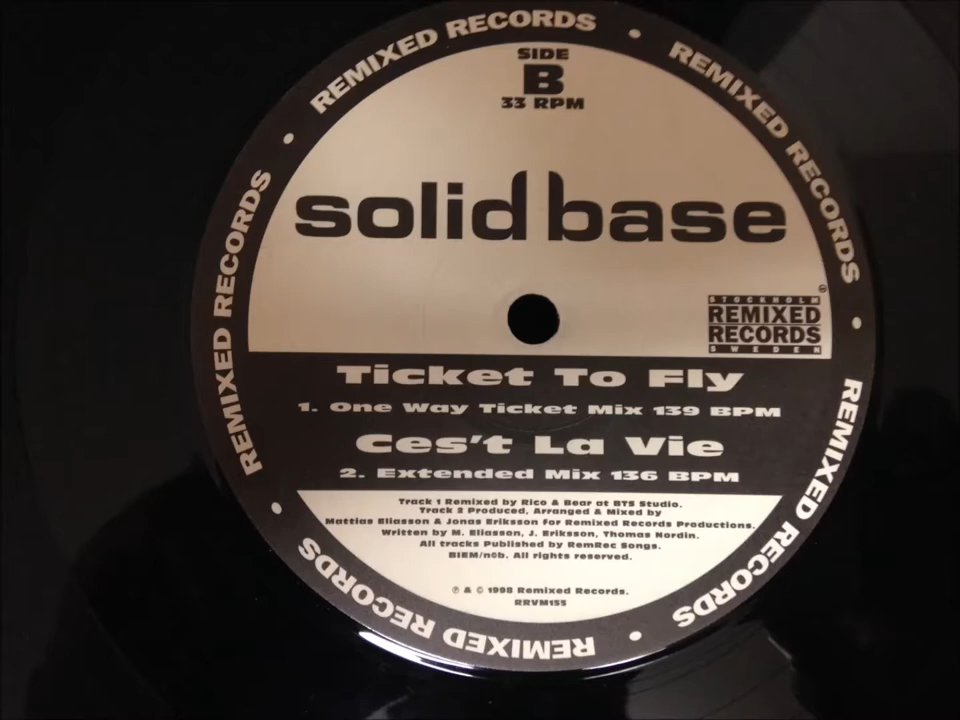 REMIXED RECORDS • REMIXED RECORDS • REMIXED RECORDS • REMIXED RECORDS • REMIXED RECORDS •
SIDE
B
33 RPM
solid base
STOCKHOLM
REMIXED
RECORDS
SWEDEN
®
Ticket To Fly
1. One Way Ticket Mix 139 BPM
Ces't La Vie
2. Extended Mix 136 BPM
Track 1 Remixed by Rico & Bear at BTS Studio.
Track 2 Produced, Arranged & Mixed by
Mattias Eliasson & Jonas Eriksson for Remixed Records Productions.
Written by M. Eliasson, J. Eriksson, Thomas Nordin.
All tracks Published by RemRec Songs.
BIEM/n©b. All rights reserved.
℗ & © 1998 Remixed Records.
RRVM155